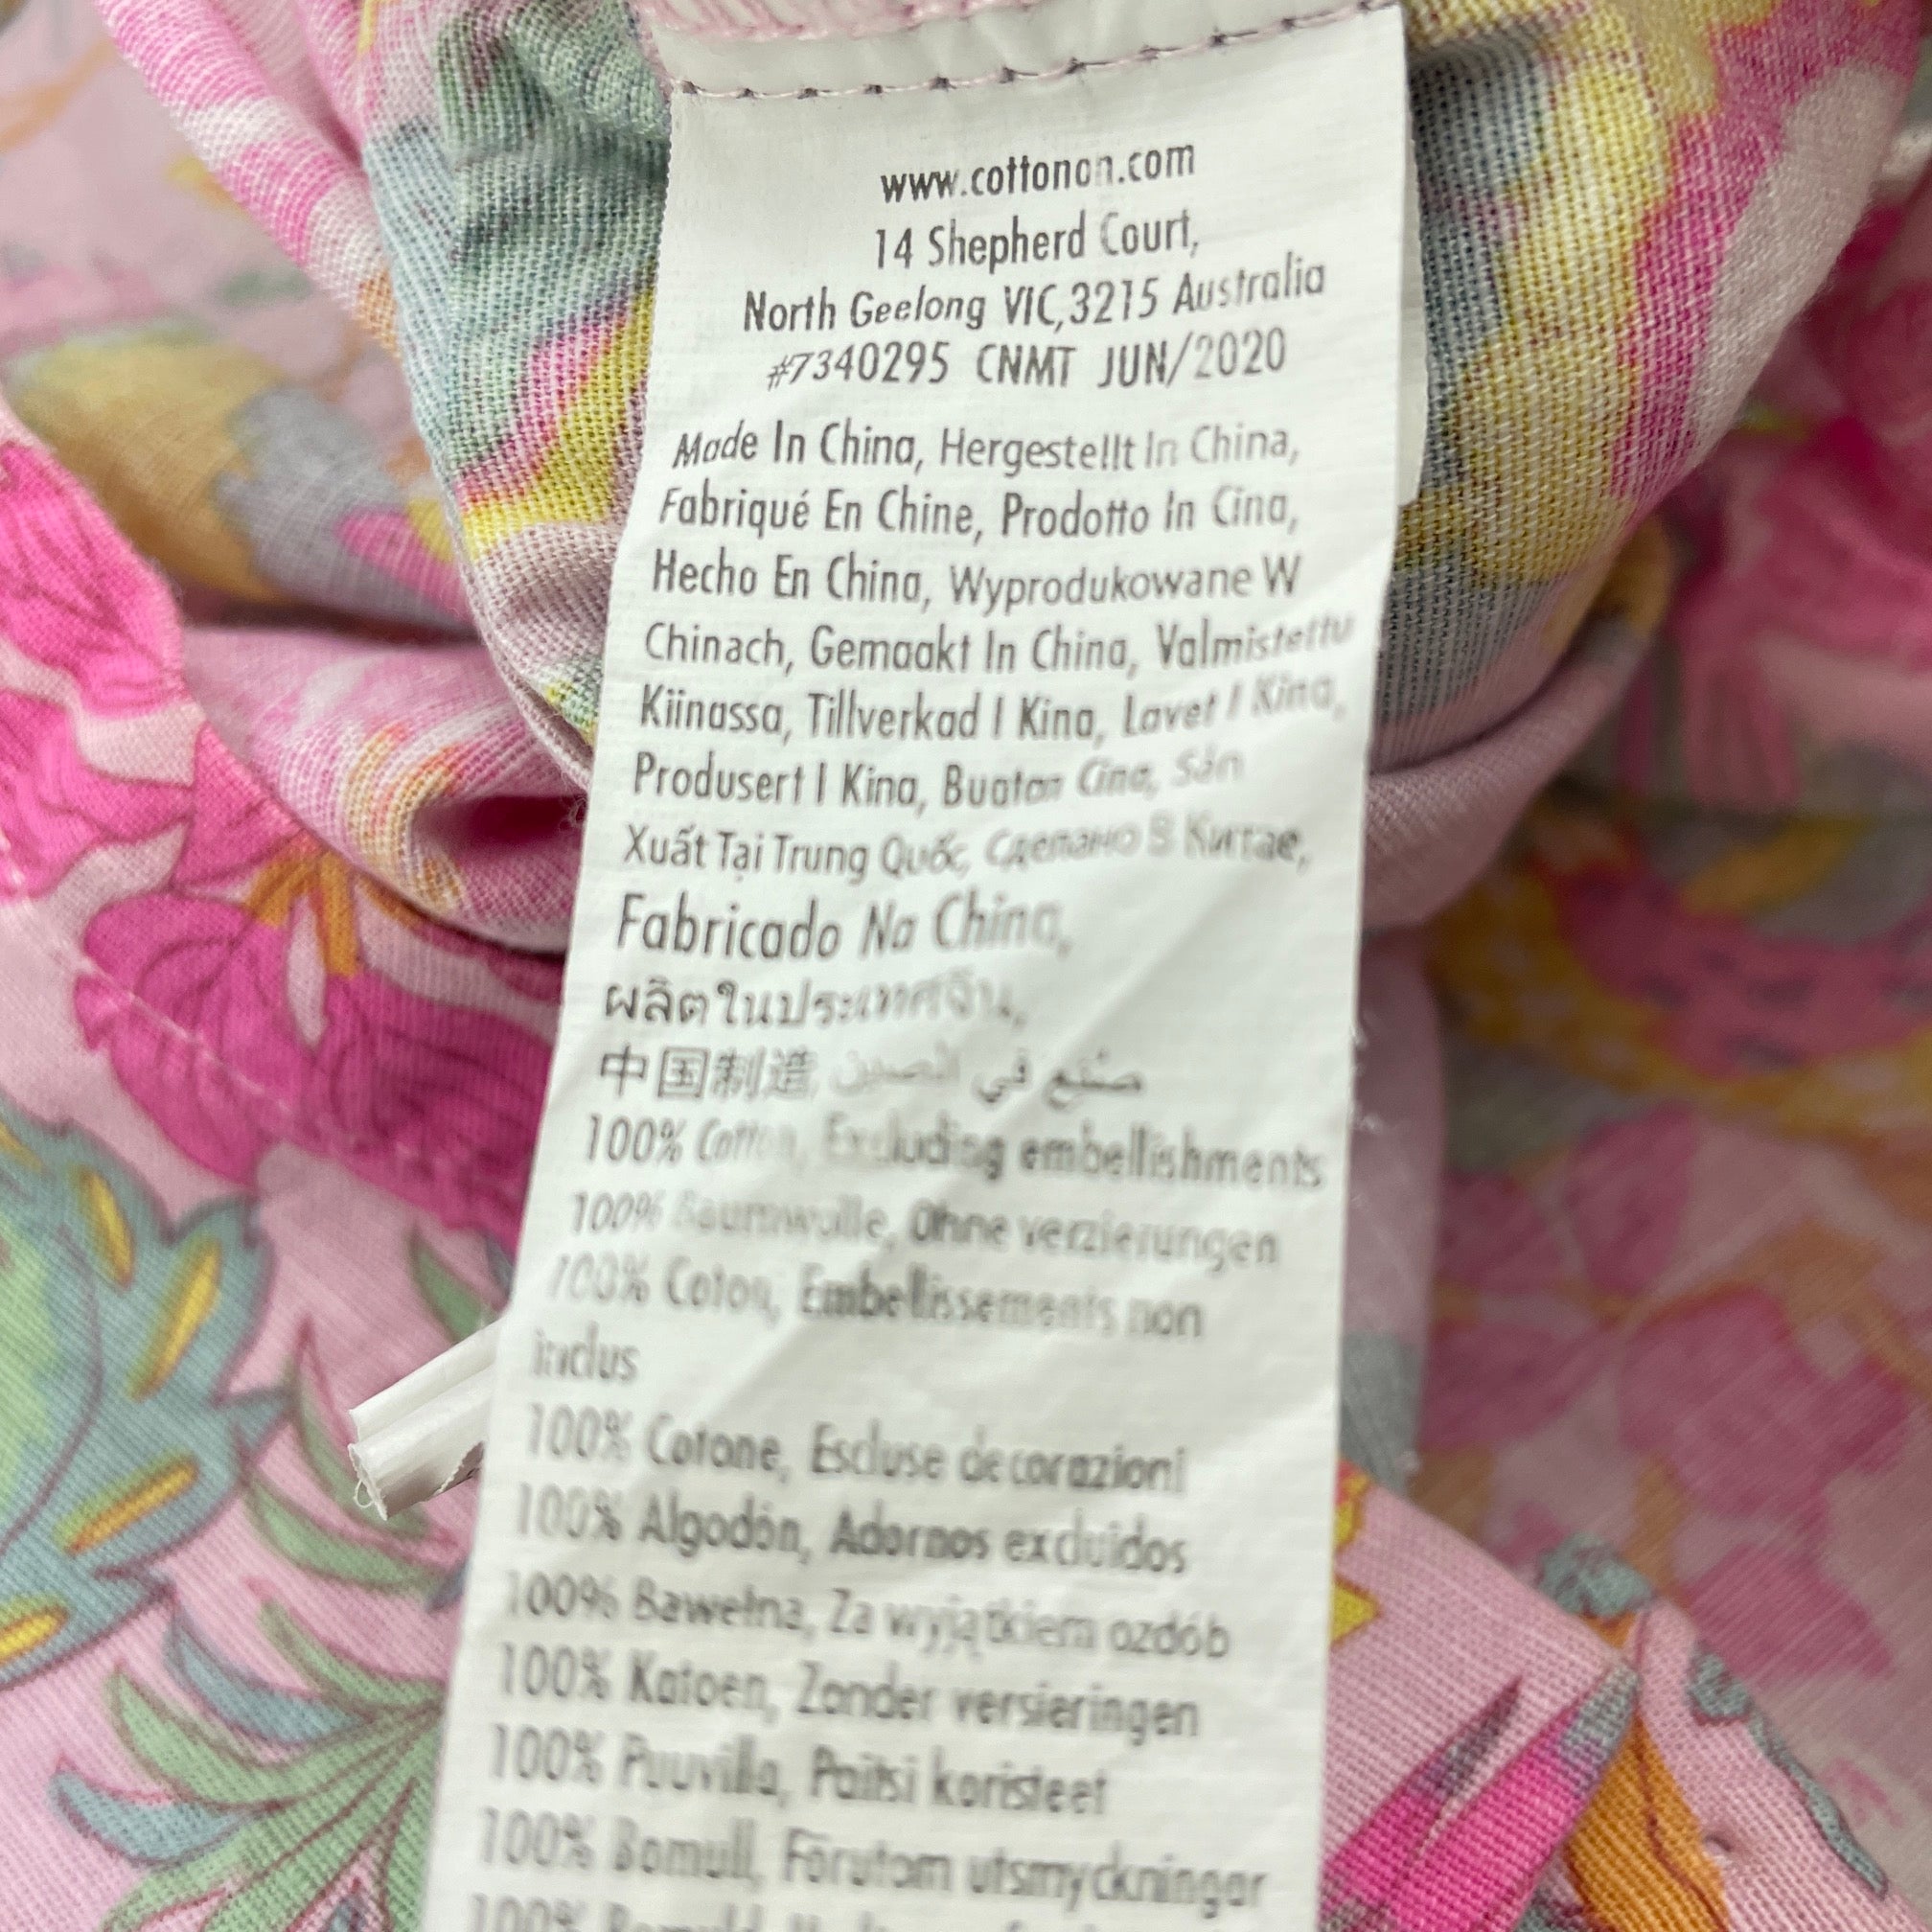 www.cottonon.com
14 Shepherd Court,
North Geelong VIC,3215 Australia
#7340295 CNMT JUN/2020
Made In China, Hergestellt In China,
Fabriqué En Chine, Prodotto In Cina,
Hecho En China, Wyprodukowane W
Chinach, Gemaakt In China, Valmistettu
Kiinassa, Tillverkad I Kina, Lavet I Kina,
Produsert I Kina, Buatan Cina, Sản
Xuất Tại Trung Quốc, Сделано В Китае,
Fabricado Na China,
ผลิตในประเทศจีน,
中国制造 صُنّع في الصين
100% Cotton, Excluding embellishments
100% Baumwolle, Ohne verzierungen
100% Coton, Embellissements non
inclus
100% Cotone, Escluse decorazioni
100% Algodón, Adornos excluidos
100% Bawełna, Za wyjątkiem ozdób
100% Katoen, Zonder versieringen
100% Puuvilla, Paitsi koristeet
100% Bomull, Förutom utsmyckningar
100%